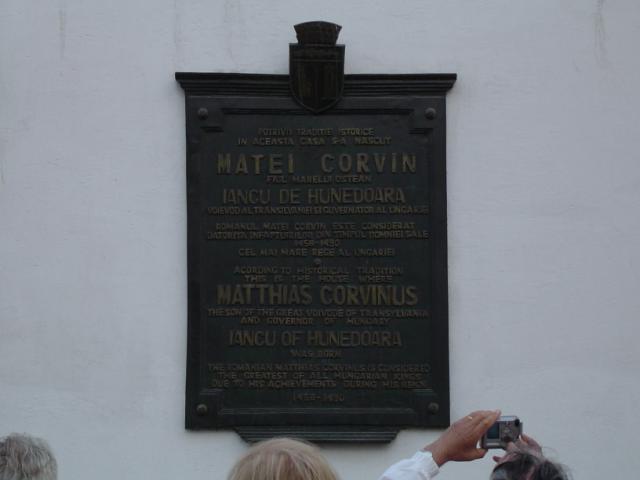 POTRIVIT TRADITIEI ISTORICE
IN ACEASTA CASA S-A NASCUT
MATEI CORVIN
FIUL MARELUI OSTEAN
IANCU DE HUNEDOARA
VOIEVOD AL TRANSILVANIEI SI GUVERNATOR AL UNGARIEI
ROMANUL MATEI CORVIN ESTE CONSIDERAT
DATORITA INFAPTUIRILOR DIN TIMPUL DOMNIEI SALE
1458-1490
CEL MAI MARE REGE AL UNGARIEI
ACORDING TO HISTORICAL TRADITION
THIS IS THE HOUSE WHERE
MATTHIAS CORVINUS
THE SON OF THE GREAT VOIVODE OF TRANSYLVANIA
AND GOVERNOR OF HUNGARY
IANCU OF HUNEDOARA
WAS BORN
THE ROMANIAN MATTHIAS CORVINUS IS CONSIDERED
THE GREATEST OF ALL HUNGARIAN KINGS
DUE TO HIS ACHIEVEMENTS DURING HIS REIGN
1458-1490